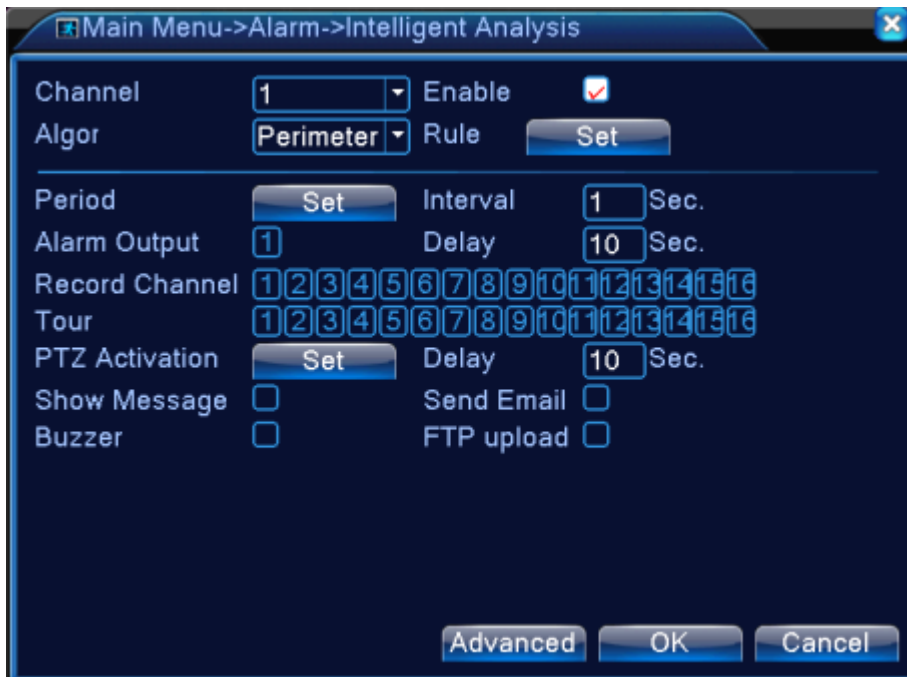 Main Menu->Alarm->Intelligent Analysis
Channel 1 Enable
Algor Perimeter Rule Set
Period Set Interval 1 Sec.
Alarm Output 1 Delay 10 Sec.
Record Channel 1 2 3 4 5 6 7 8 9 10 11 12 13 14 15 16
Tour 1 2 3 4 5 6 7 8 9 10 11 12 13 14 15 16
PTZ Activation Set Delay 10 Sec.
Show Message Send Email
Buzzer FTP upload
Advanced OK Cancel